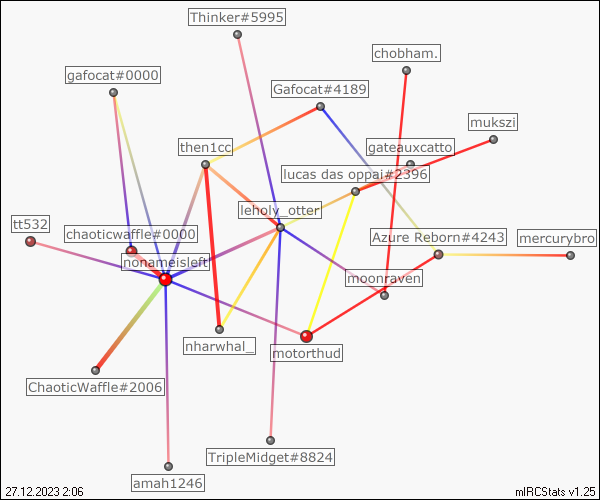 Thinker#5995
chobham.
gafocat#0000
Gafocat#4189
mukszi
then1cc
gateauxcatto
lucas das oppai#2396
leholy_otter
tt532
chaoticwaffle#0000
Azure Reborn#4243
mercurybro
nonameisleft
moonraven
nharwhal_
motorthud
ChaoticWaffle#2006
TripleMidget#8824
amah1246
27.12.2023 2:06
mIRCStats v1.25